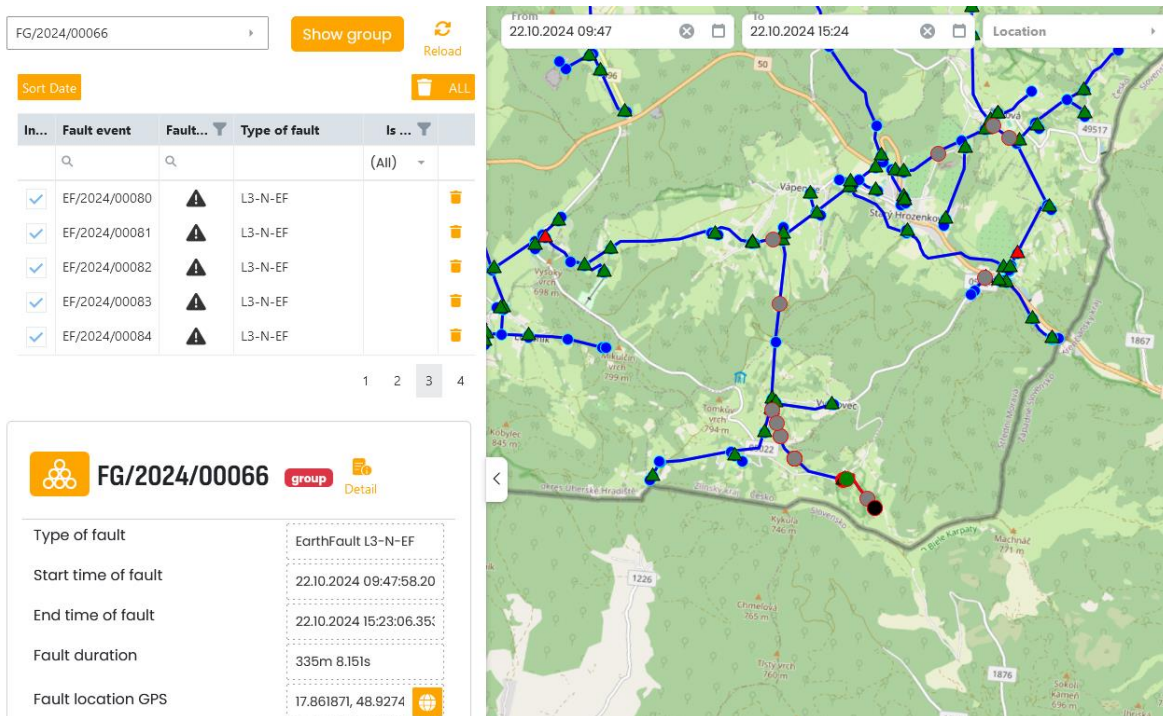 FG/2024/00066
Show group
Reload
Sort Date
ALL
In... Fault event Fault... Type of fault Is ...
(All)
EF/2024/00080 L3-N-EF
EF/2024/00081 L3-N-EF
EF/2024/00082 L3-N-EF
EF/2024/00083 L3-N-EF
EF/2024/00084 L3-N-EF
1 2 3 4
FG/2024/00066 group
Detail
Type of fault EarthFault L3-N-EF
Start time of fault 22.10.2024 09:47:58.20
End time of fault 22.10.2024 15:23:06.353
Fault duration 335m 8.151s
Fault location GPS 17.861871, 48.9274
From
22.10.2024 09:47
To
22.10.2024 15:24
Location
50
49517
Starý Hrozenkov
Vysoký
vrch
698 m
Mikulčin
vrch
799 m
1867
Tomkův
vrch
794 m
Kobylec
845 m
okres Uherské Hradiště
Zlínský kraj
Česko
Slovensko
Kykula
746 m
Biele Karpaty
Machnáč
771 m
1226
Chmeľová
765 m
Tlstý vrch
760 m
1876
Sokolí
kameň
696 m